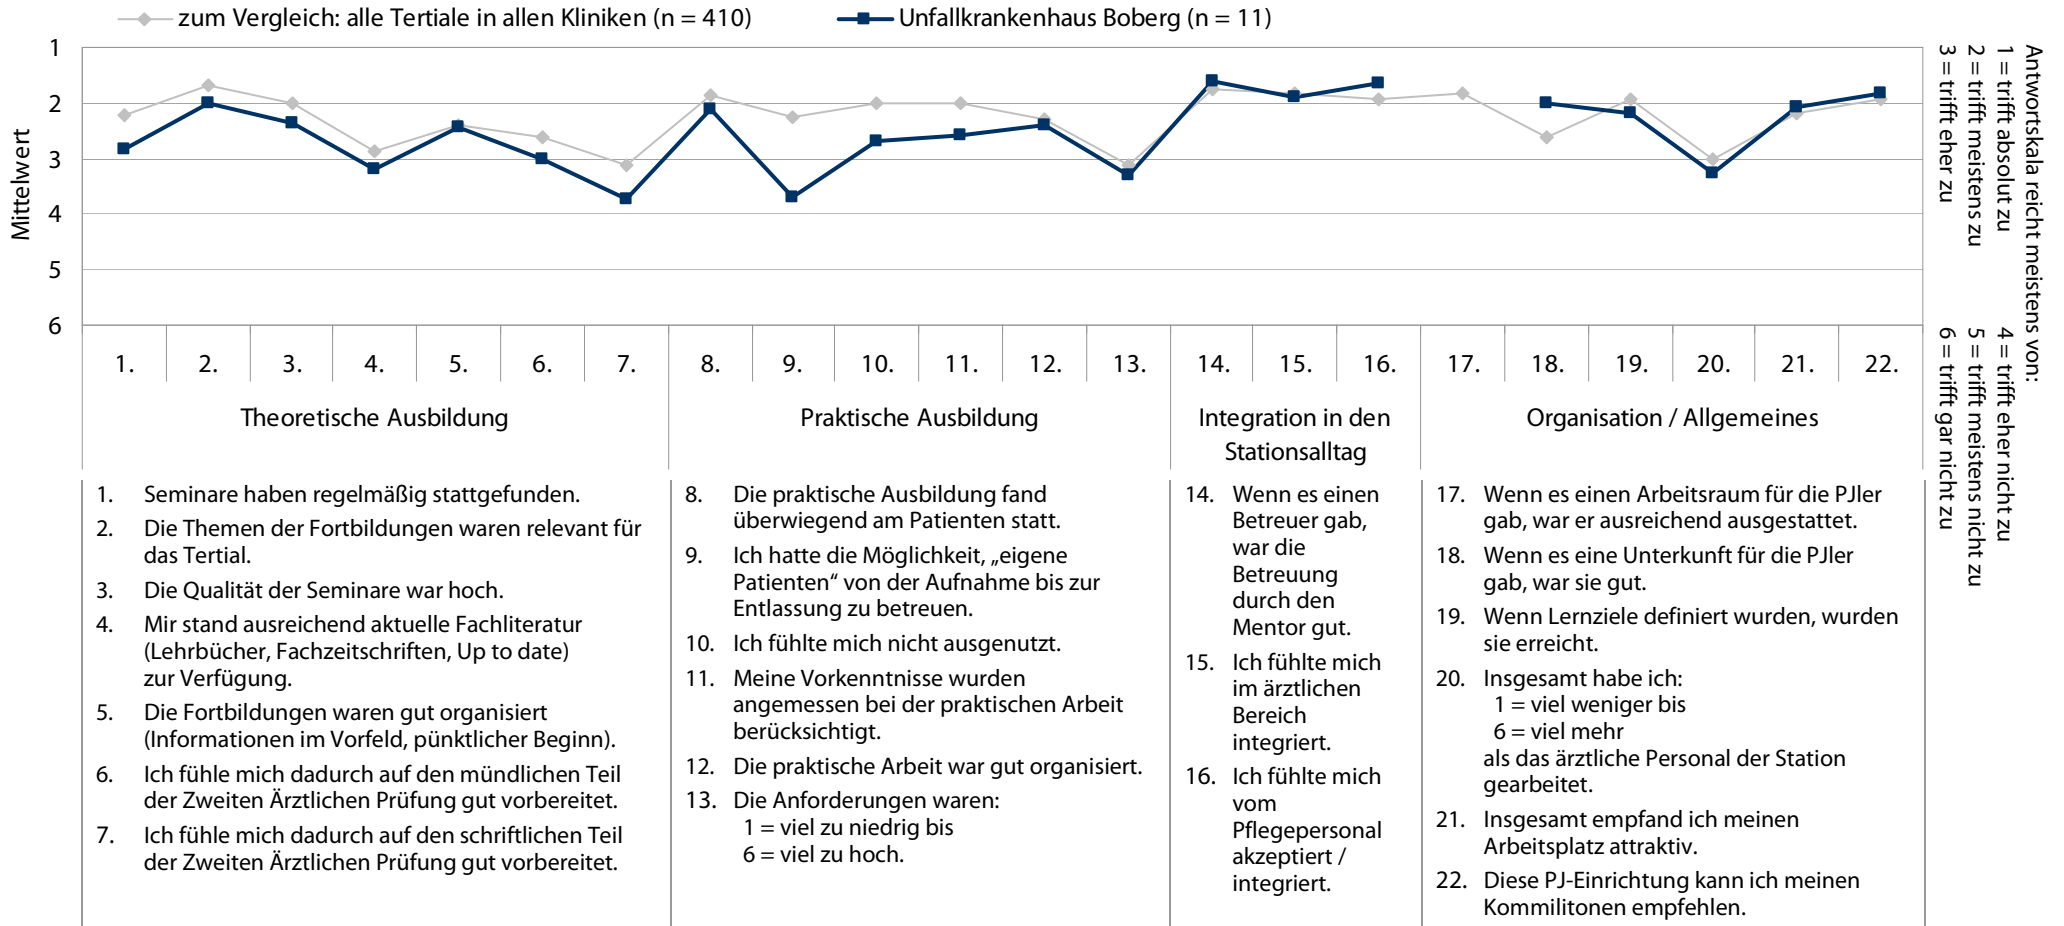 zum Vergleich: alle Tertiale in allen Kliniken (n = 410)
Unfallkrankenhaus Boberg (n = 11)
Mittelwert
1
2
3
4
5
6
Antwortskala reicht meistens von:
1 = trifft absolut zu
2 = trifft meistens zu
3 = trifft eher zu
4 = trifft eher nicht zu
5 = trifft meistens nicht zu
6 = trifft gar nicht zu
1. 2. 3. 4. 5. 6. 7. 8. 9. 10. 11. 12. 13. 14. 15. 16. 17. 18. 19. 20. 21. 22.
Theoretische Ausbildung
Praktische Ausbildung
Integration in den
Stationsalltag
Organisation / Allgemeines
1. Seminare haben regelmäßig stattgefunden.
2. Die Themen der Fortbildungen waren relevant für
das Tertial.
3. Die Qualität der Seminare war hoch.
4. Mir stand ausreichend aktuelle Fachliteratur
(Lehrbücher, Fachzeitschriften, Up to date)
zur Verfügung.
5. Die Fortbildungen waren gut organisiert
(Informationen im Vorfeld, pünktlicher Beginn).
6. Ich fühle mich dadurch auf den mündlichen Teil
der Zweiten Ärztlichen Prüfung gut vorbereitet.
7. Ich fühle mich dadurch auf den schriftlichen Teil
der Zweiten Ärztlichen Prüfung gut vorbereitet.
8. Die praktische Ausbildung fand
überwiegend am Patienten statt.
9. Ich hatte die Möglichkeit, „eigene
Patienten“ von der Aufnahme bis zur
Entlassung zu betreuen.
10. Ich fühlte mich nicht ausgenutzt.
11. Meine Vorkenntnisse wurden
angemessen bei der praktischen Arbeit
berücksichtigt.
12. Die praktische Arbeit war gut organisiert.
13. Die Anforderungen waren:
1 = viel zu niedrig bis
6 = viel zu hoch.
14. Wenn es einen
Betreuer gab,
war die
Betreuung
durch den
Mentor gut.
15. Ich fühlte mich
im ärztlichen
Bereich
integriert.
16. Ich fühlte mich
vom
Pflegepersonal
akzeptiert /
integriert.
17. Wenn es einen Arbeitsraum für die PJler
gab, war er ausreichend ausgestattet.
18. Wenn es eine Unterkunft für die PJler
gab, war sie gut.
19. Wenn Lernziele definiert wurden, wurden
sie erreicht.
20. Insgesamt habe ich:
1 = viel weniger bis
6 = viel mehr
als das ärztliche Personal der Station
gearbeitet.
21. Insgesamt empfand ich meinen
Arbeitsplatz attraktiv.
22. Diese PJ-Einrichtung kann ich meinen
Kommilitonen empfehlen.